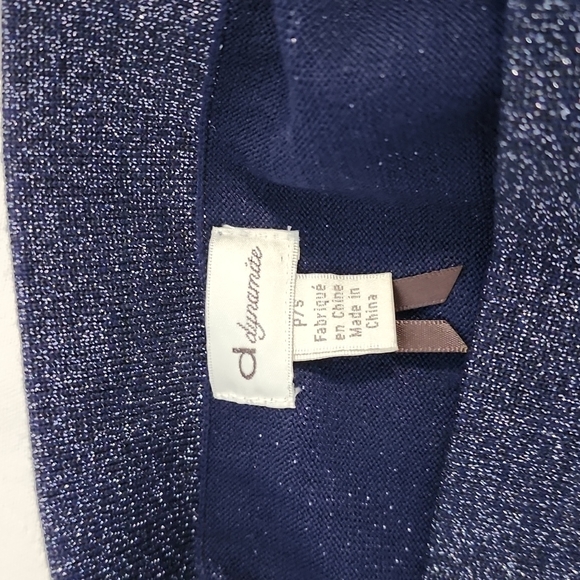 d dynamite
P/S
Fabriqué
en Chine
Made in
China